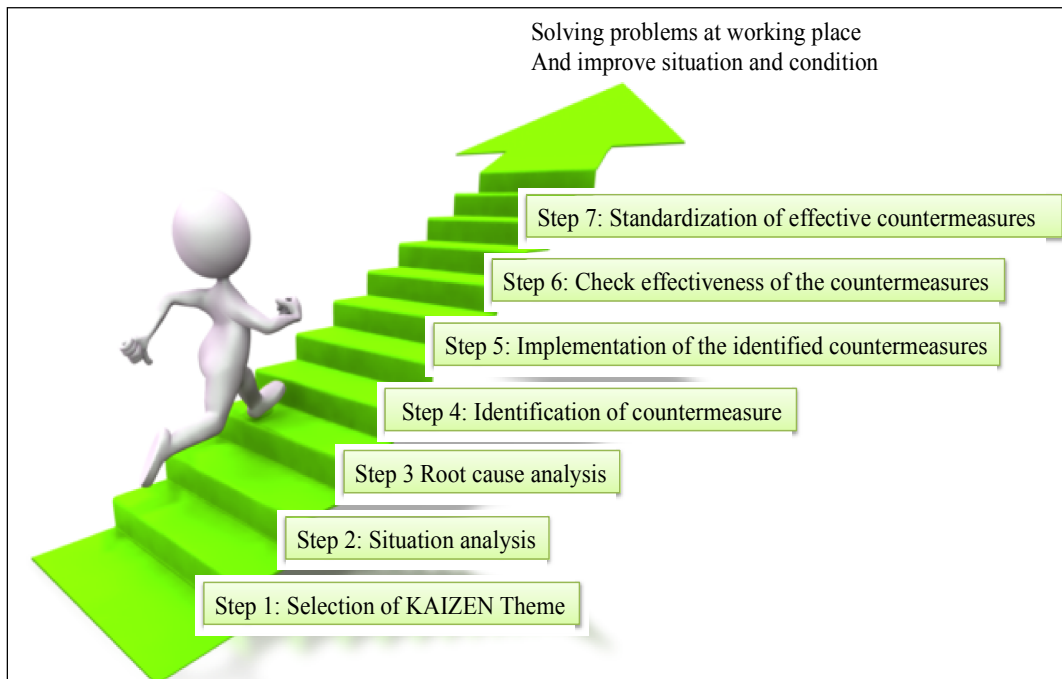 Solving problems at working place
And improve situation and condition
Step 7: Standardization of effective countermeasures
Step 6: Check effectiveness of the countermeasures
Step 5: Implementation of the identified countermeasures
Step 4: Identification of countermeasure
Step 3 Root cause analysis
Step 2: Situation analysis
Step 1: Selection of KAIZEN Theme